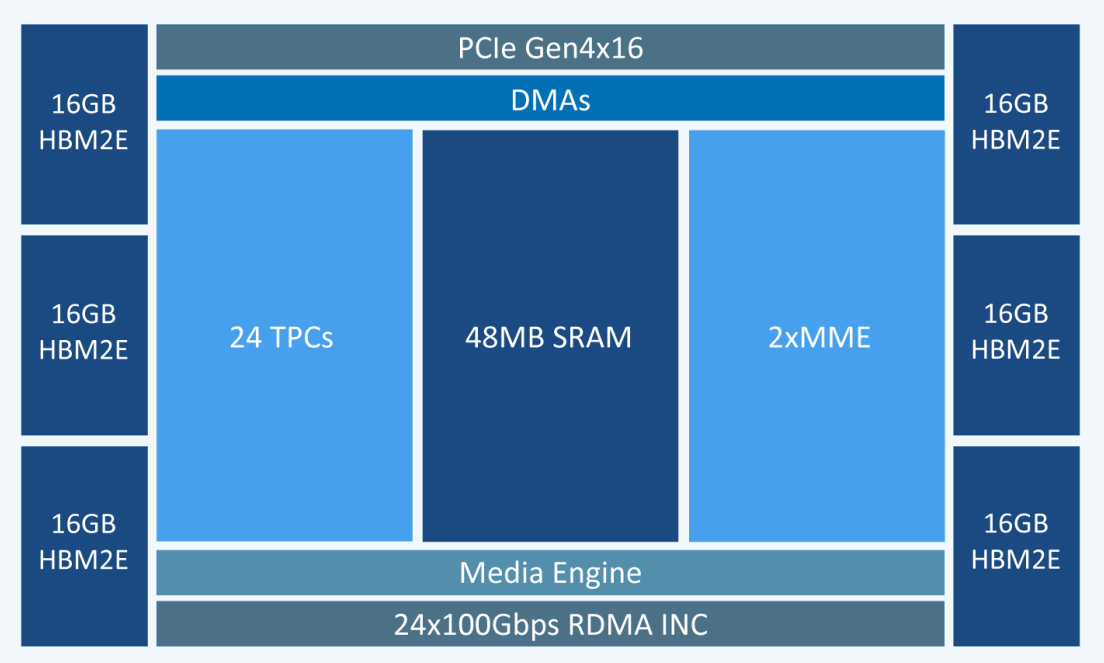 PCIe Gen4x16
DMAs
16GB
HBM2E
16GB
HBM2E
16GB
HBM2E
24 TPCs
48MB SRAM
2xMME
16GB
HBM2E
16GB
HBM2E
16GB
HBM2E
Media Engine
24x100Gbps RDMA INC